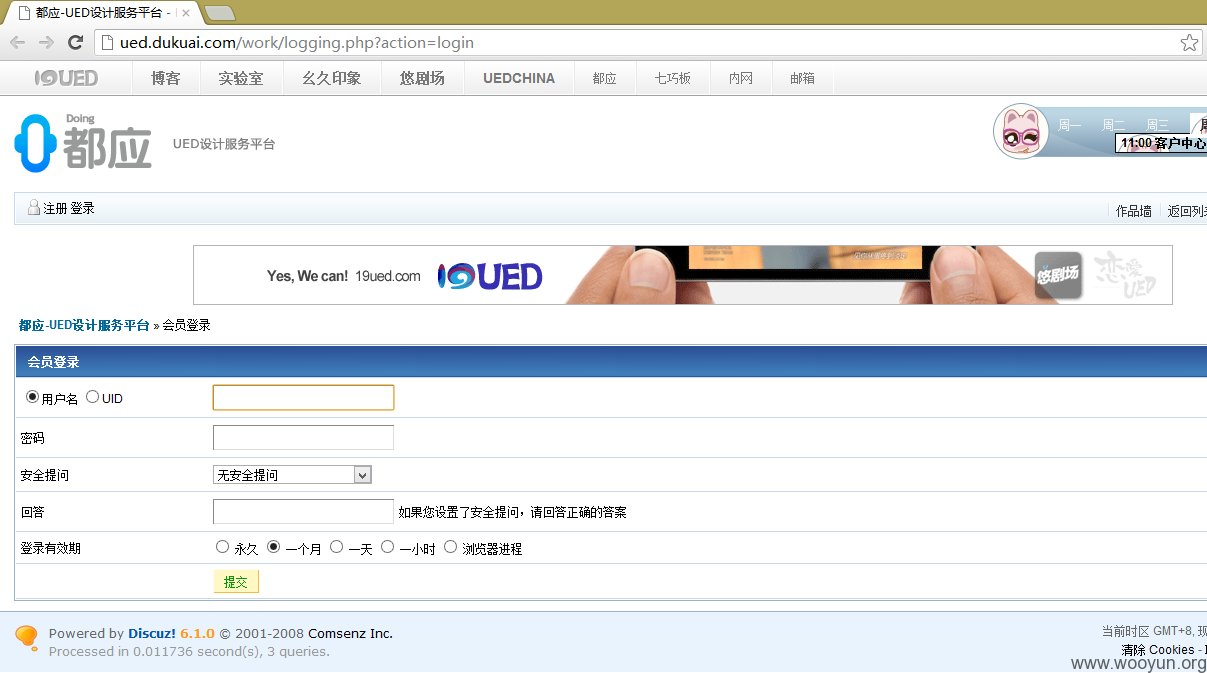 都应-UED设计服务平台 -
ued.dukuai.com/work/logging.php?action=login
19UED 博客 实验室 幺久印象 悠剧场 UEDCHINA 都应 七巧板 内网 邮箱
Doing
都应 UED设计服务平台
周一 周二 周三
11:00 客户中心
注册 登录 作品墙 返回列
Yes, We can! 19ued.com 19UED 悠剧场 恋爱UED
都应-UED设计服务平台 » 会员登录
会员登录
用户名 UID
密码
安全提问 无安全提问
回答 如果您设置了安全提问，请回答正确的答案
登录有效期 永久 一个月 一天 一小时 浏览器进程
提交
Powered by Discuz! 6.1.0 © 2001-2008 Comsenz Inc. 当前时区 GMT+8, 现
Processed in 0.011736 second(s), 3 queries. 清除 Cookies -
www.wooyun.org